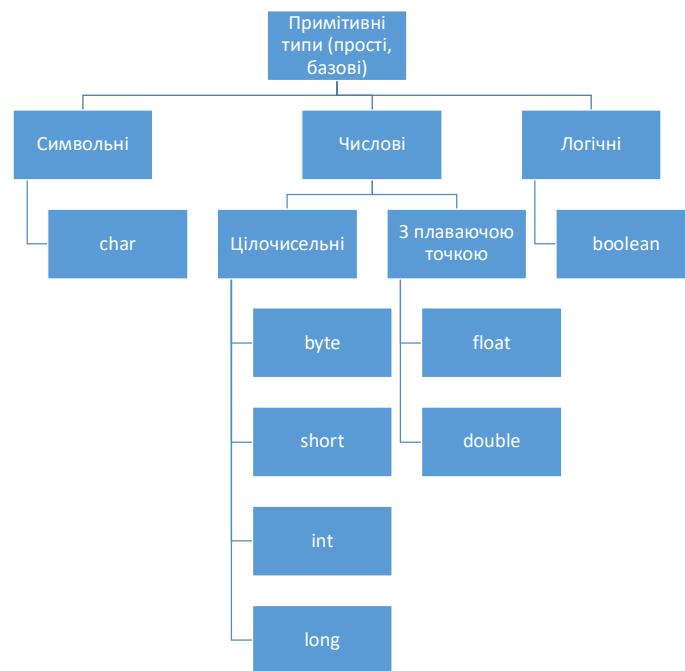 Примітивні
типи (прості,
базові)
Символьні
Числові
Логічні
char
Цілочисельні
З плаваючою
точкою
boolean
byte
float
short
double
int
long